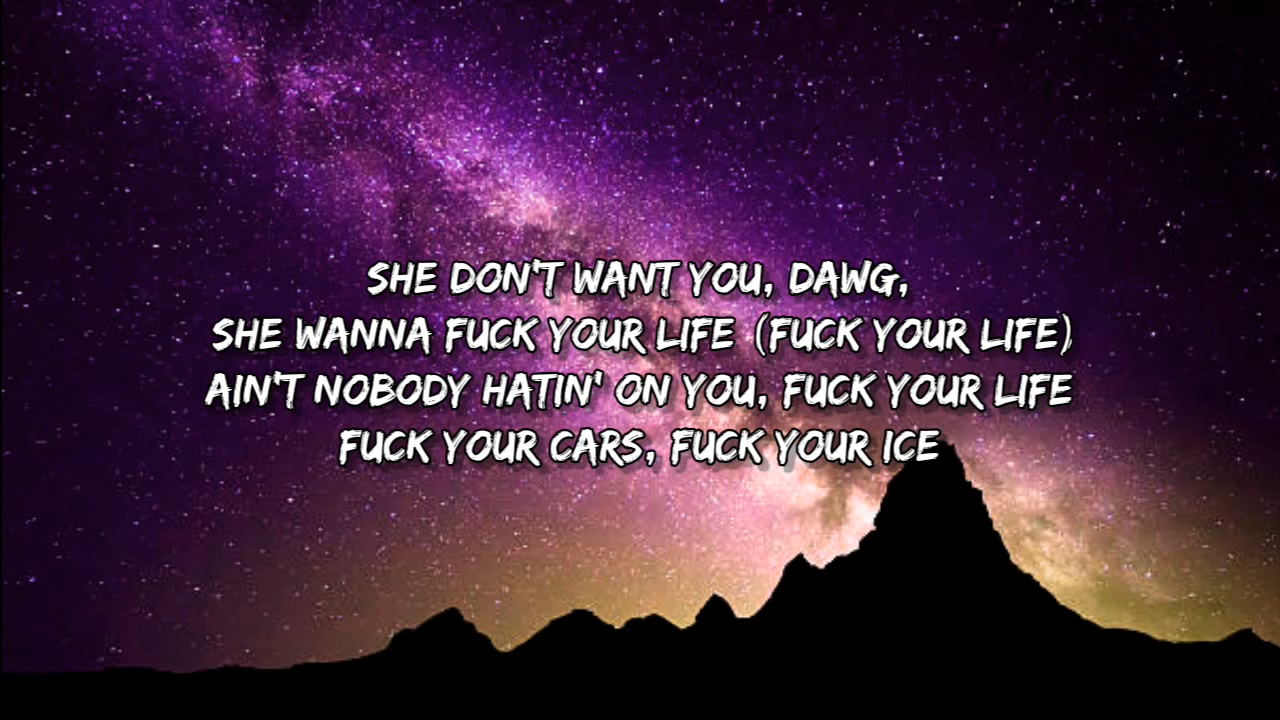 SHE DON'T WANT YOU, DAWG,
SHE WANNA FUCK YOUR LIFE (FUCK YOUR LIFE)
AIN'T NOBODY HATIN' ON YOU, FUCK YOUR LIFE
FUCK YOUR CARS, FUCK YOUR ICE